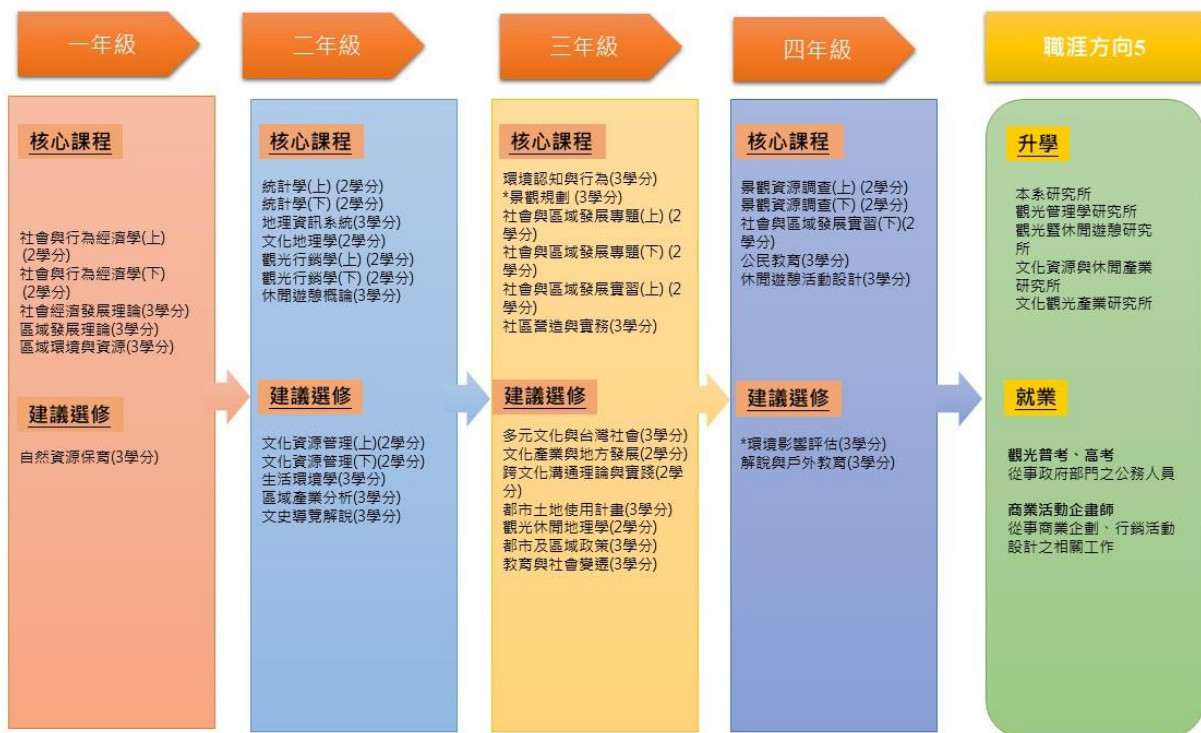 一年級
核心課程
社會與行為經濟學(上)
(2學分)
社會與行為經濟學(下)
(2學分)
社會經濟發展理論(3學分)
區域發展理論(3學分)
區域環境與資源(3學分)
建議選修
自然資源保育(3學分)
二年級
核心課程
統計學(上) (2學分)
統計學(下) (2學分)
地理資訊系統(3學分)
文化地理學(2學分)
觀光行銷學(上) (2學分)
觀光行銷學(下) (2學分)
休閒遊憩概論(3學分)
建議選修
文化資源管理(上)(2學分)
文化資源管理(下)(2學分)
生活環境學(3學分)
區域產業分析(3學分)
文史導覽解說(3學分)
三年級
核心課程
環境認知與行為(3學分)
*景觀規劃 (3學分)
社會與區域發展專題(上) (2
學分)
社會與區域發展專題(下) (2
學分)
社會與區域發展實習(上) (2
學分)
社區營造與實務(3學分)
建議選修
多元文化與台灣社會(3學分)
文化產業與地方發展(2學分)
跨文化溝通理論與實踐(2學
分)
都市土地使用計畫(3學分)
觀光休閒地理學(2學分)
都市及區域政策(3學分)
教育與社會變遷(3學分)
四年級
核心課程
景觀資源調查(上) (2學分)
景觀資源調查(下) (2學分)
社會與區域發展實習(下)(2
學分)
公民教育(3學分)
休閒遊憩活動設計(3學分)
建議選修
*環境影響評估(3學分)
解說與戶外教育(3學分)
職涯方向5
升學
本系研究所
觀光管理學研究所
觀光暨休閒遊憩研究
所
文化資源與休閒產業
研究所
文化觀光產業研究所
就業
觀光普考、高考
從事政府部門之公務人員
商業活動企畫師
從事商業企劃、行銷活動
設計之相關工作